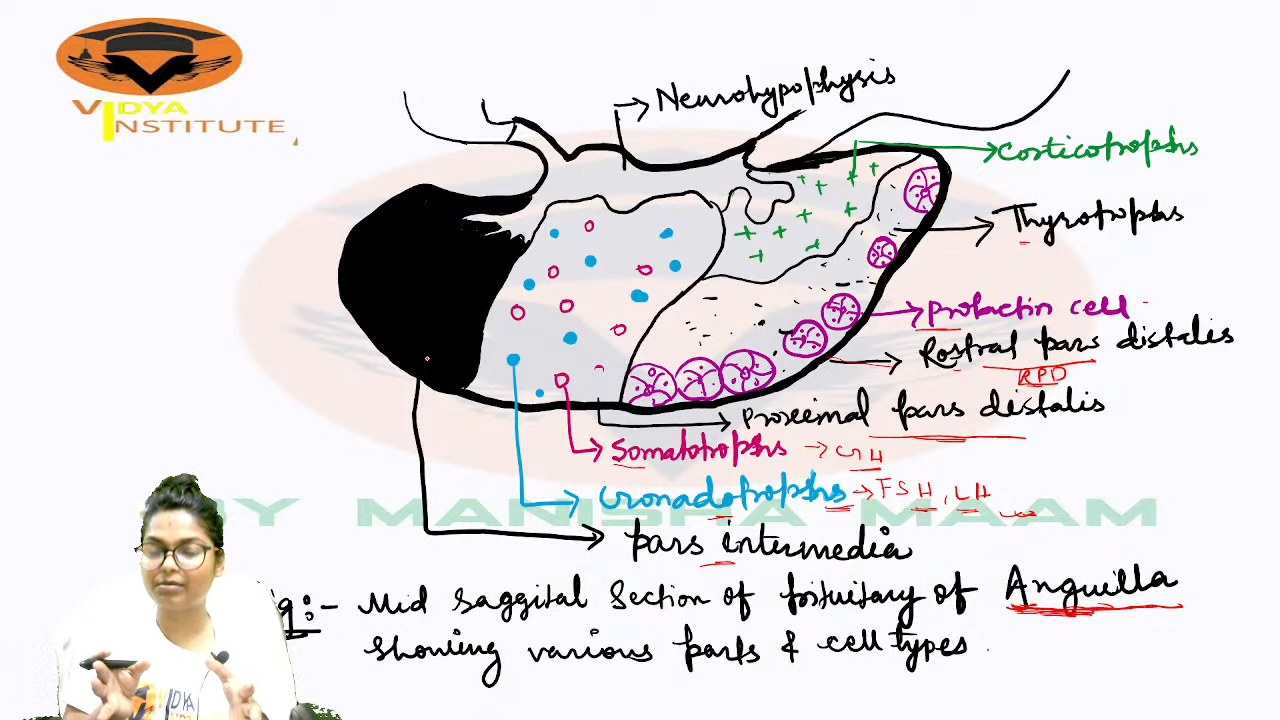 VIDYA
INSTITUTE
Neurohypophysis
Corticotrophs
Thyrotrophs
Prolactin cell
Rostral pars distalis
RPD
Proximal pars distalis
Somatotrophs → GH
Gonadotrophs → FSH, LH
BY MANISHA MAAM
pars intermedia
Fig:- Mid Saggital Section of Pituitary of Anguilla
showing various parts & cell types.